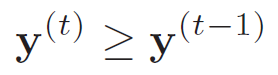 𝐲^{(t)} ≥ 𝐲^{(t−1)}